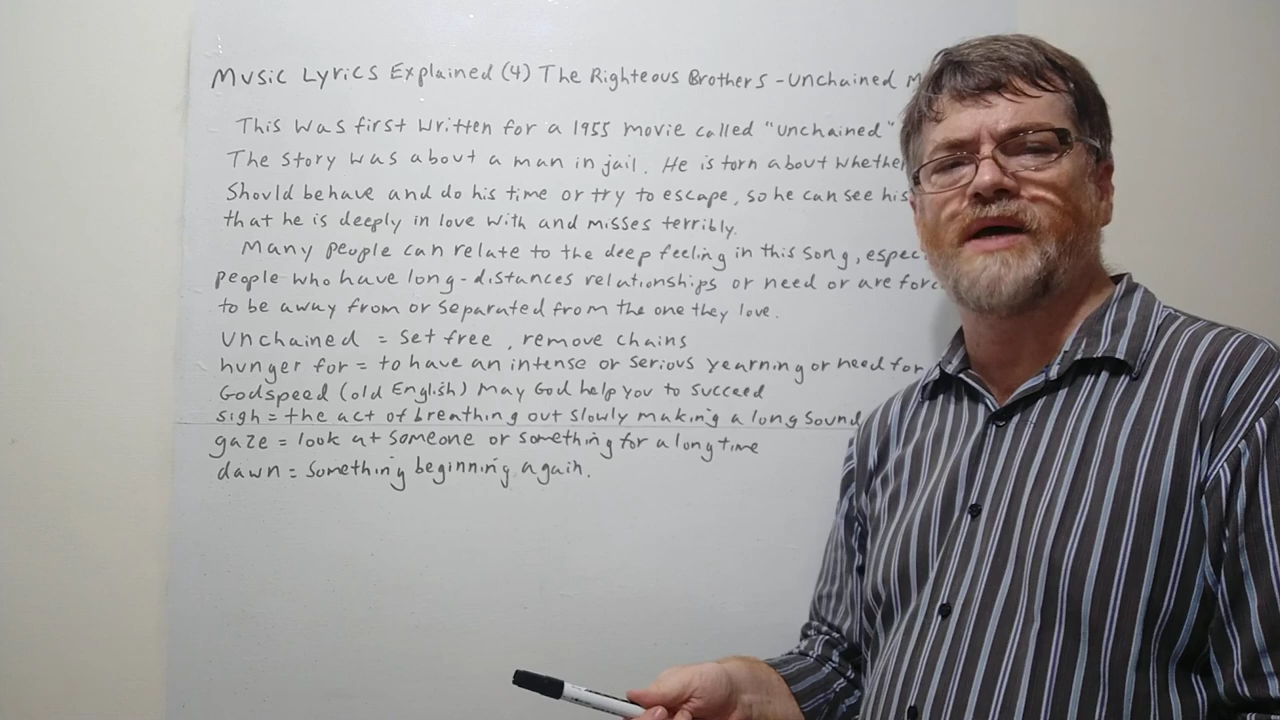 Music Lyrics Explained (4) The Righteous Brothers - Unchained M
This was first written for a 1955 movie called "unchained"
The story was about a man in jail. He is torn about whether
Should behave and do his time or try to escape, so he can see his
that he is deeply in love with and misses terribly.
Many people can relate to the deep feeling in this song, espec
people who have long-distances relationships or need or are forc
to be away from or separated from the one they love.
Unchained = set free, remove chains
hunger for = to have an intense or serious yearning or need for
Godspeed (old English) May God help you to succeed
sigh = the act of breathing out slowly making a long sound
gaze = look at someone or something for a long time
dawn = something beginning again.